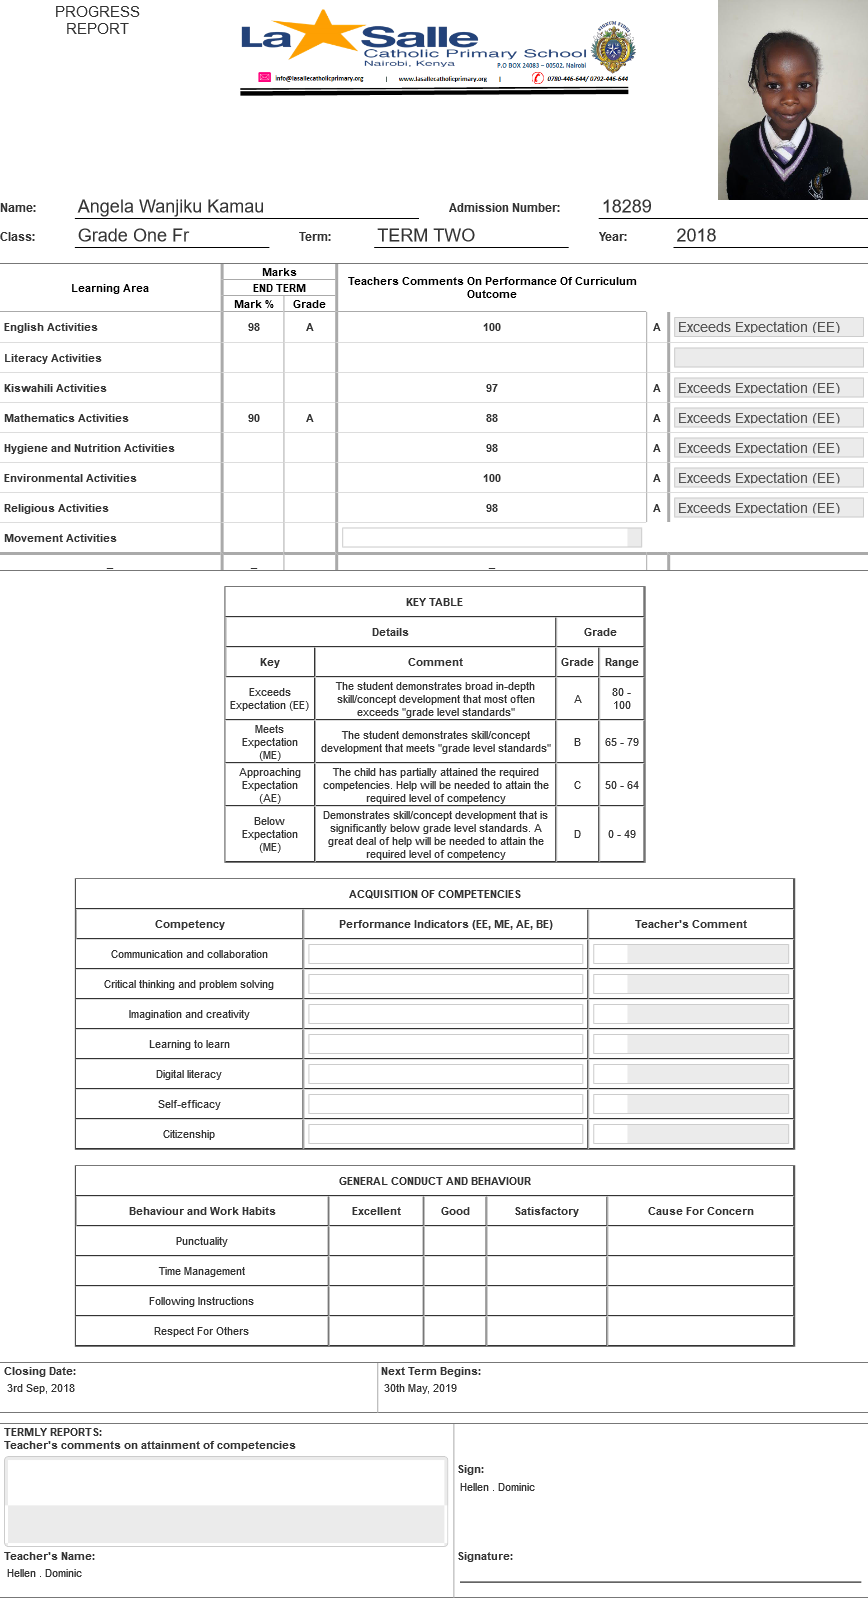 PROGRESS
REPORT
La Salle
Catholic Primary School
Nairobi, Kenya
P.O BOX 24083 – 00502, Nairobi
info@lasallecatholicprimary.org | www.lasallecatholicprimary.org | 0780-446-644/ 0792-446-644
Name: Angela Wanjiku Kamau Admission Number: 18289
Class: Grade One Fr Term: TERM TWO Year: 2018
Learning Area Marks Teachers Comments On Performance Of Curriculum Outcome
END TERM
Mark % Grade
English Activities 98 A 100 A Exceeds Expectation (EE)
Literacy Activities
Kiswahili Activities 97 A Exceeds Expectation (EE)
Mathematics Activities 90 A 88 A Exceeds Expectation (EE)
Hygiene and Nutrition Activities 98 A Exceeds Expectation (EE)
Environmental Activities 100 A Exceeds Expectation (EE)
Religious Activities 98 A Exceeds Expectation (EE)
Movement Activities
_ _ _
KEY TABLE
Details Grade
Key Comment Grade Range
Exceeds Expectation (EE) The student demonstrates broad in-depth skill/concept development that most often exceeds "grade level standards" A 80 - 100
Meets Expectation (ME) The student demonstrates skill/concept development that meets "grade level standards" B 65 - 79
Approaching Expectation (AE) The child has partially attained the required competencies. Help will be needed to attain the required level of competency C 50 - 64
Below Expectation (ME) Demonstrates skill/concept development that is significantly below grade level standards. A great deal of help will be needed to attain the required level of competency D 0 - 49
ACQUISITION OF COMPETENCIES
Competency Performance Indicators (EE, ME, AE, BE) Teacher's Comment
Communication and collaboration
Critical thinking and problem solving
Imagination and creativity
Learning to learn
Digital literacy
Self-efficacy
Citizenship
GENERAL CONDUCT AND BEHAVIOUR
Behaviour and Work Habits Excellent Good Satisfactory Cause For Concern
Punctuality
Time Management
Following Instructions
Respect For Others
Closing Date: Next Term Begins:
3rd Sep, 2018 30th May, 2019
TERMLY REPORTS:
Teacher's comments on attainment of competencies
Sign:
Hellen . Dominic
Teacher's Name: Signature:
Hellen . Dominic